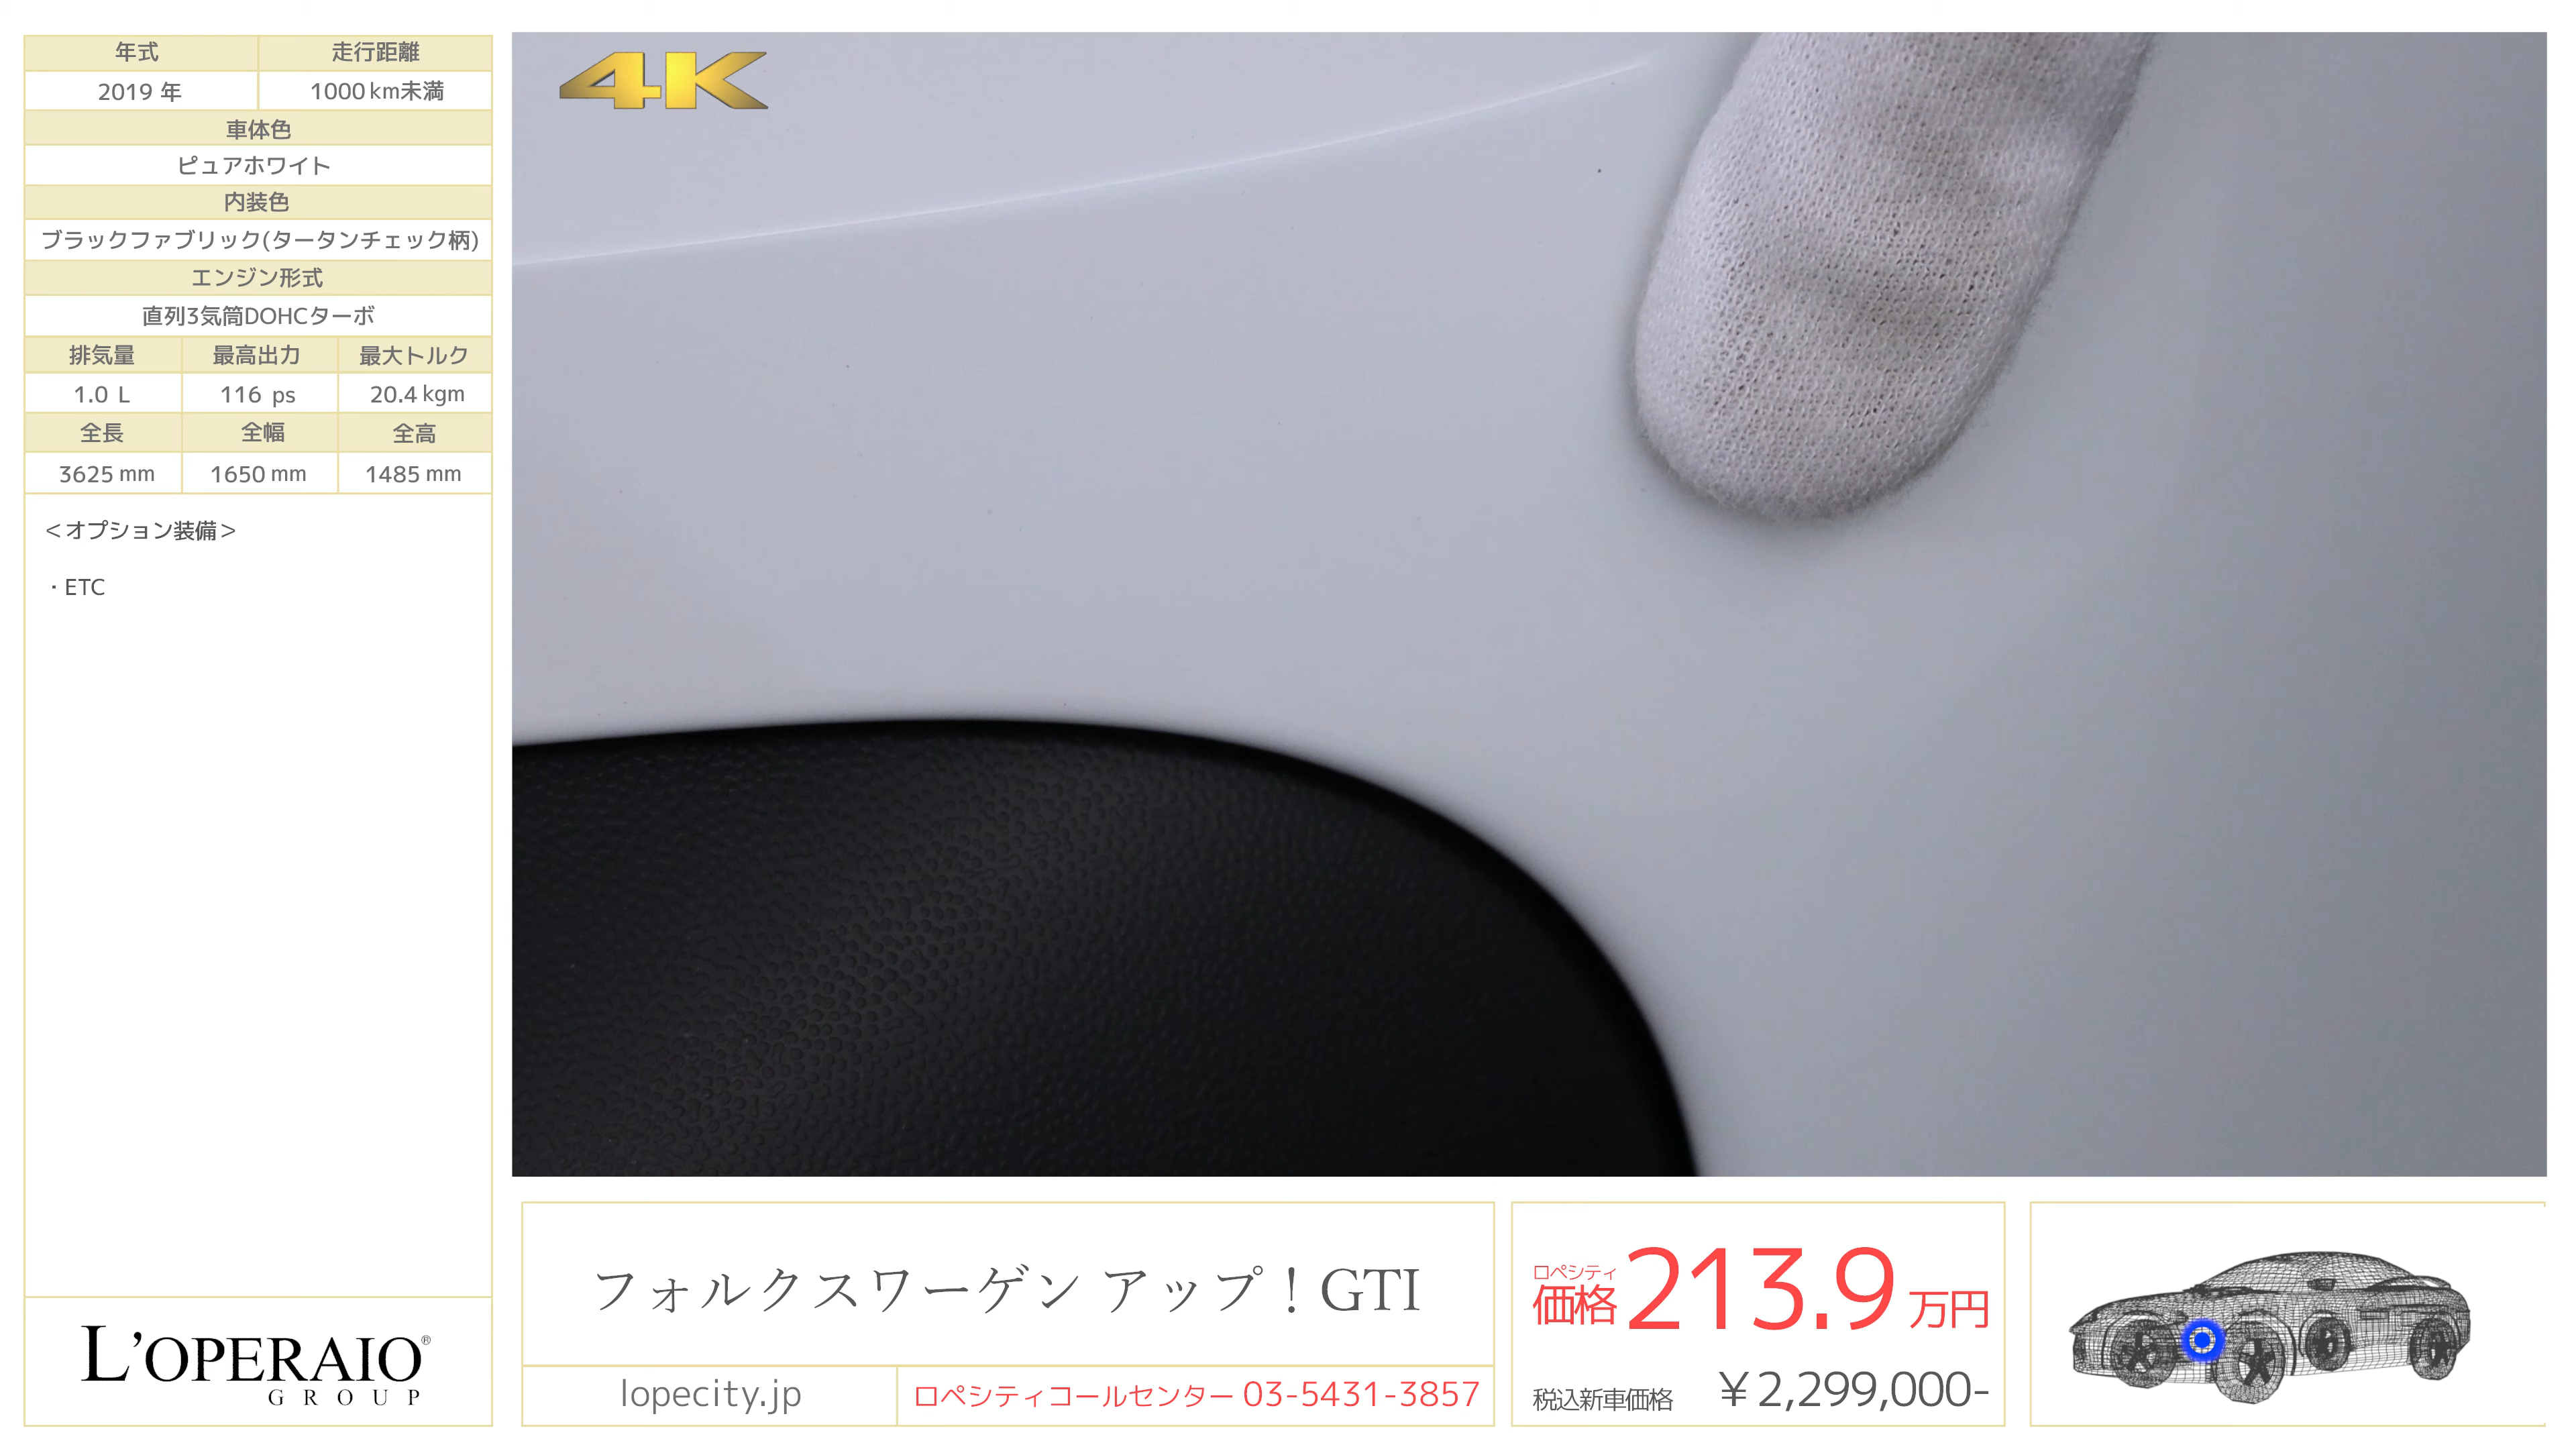 年式 走行距離
2019 年 1000 km未満
車体色
ピュアホワイト
内装色
ブラックファブリック(タータンチェック柄)
エンジン形式
直列3気筒DOHCターボ
排気量 最高出力 最大トルク
1.0 L 116 ps 20.4 kgm
全長 全幅 全高
3625 mm 1650 mm 1485 mm
＜オプション装備＞
・ETC
L'OPERAIO®
GROUP
4K
フォルクスワーゲン アップ！GTI
lopecity.jp ロペシティコールセンター 03-5431-3857
ロペシティ
価格 213.9 万円
税込新車価格 ￥2,299,000-